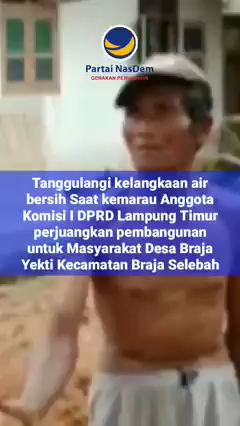 Partai NasDem
GERAKAN PERUBAHAN
Tanggulangi kelangkaan air
bersih Saat kemarau Anggota
Komisi I DPRD Lampung Timur
perjuangkan pembangunan
untuk Masyarakat Desa Braja
Yekti Kecamatan Braja Selebah